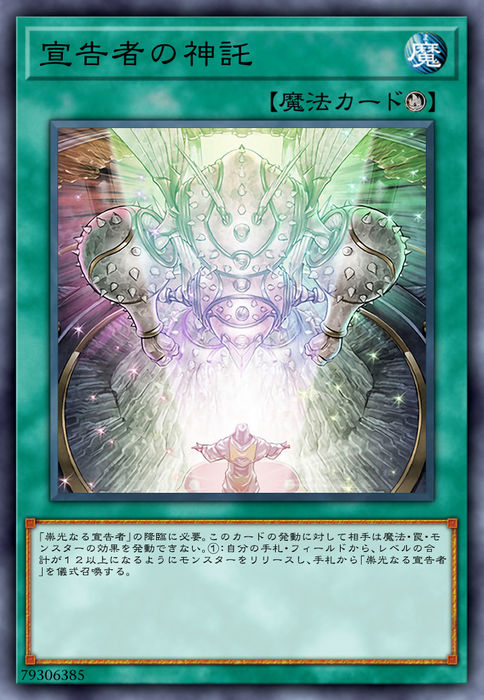 宣告者の神託
魔
【魔法カード】
「崇光なる宣告者」の降臨に必要。このカードの発動に対して相手は魔法・罠・モ
ンスターの効果を発動できない。①:自分の手札・フィールドから、レベルの合
計が12以上になるようにモンスターをリリースし、手札から「崇光なる宣告者
」を儀式召喚する。
79306385